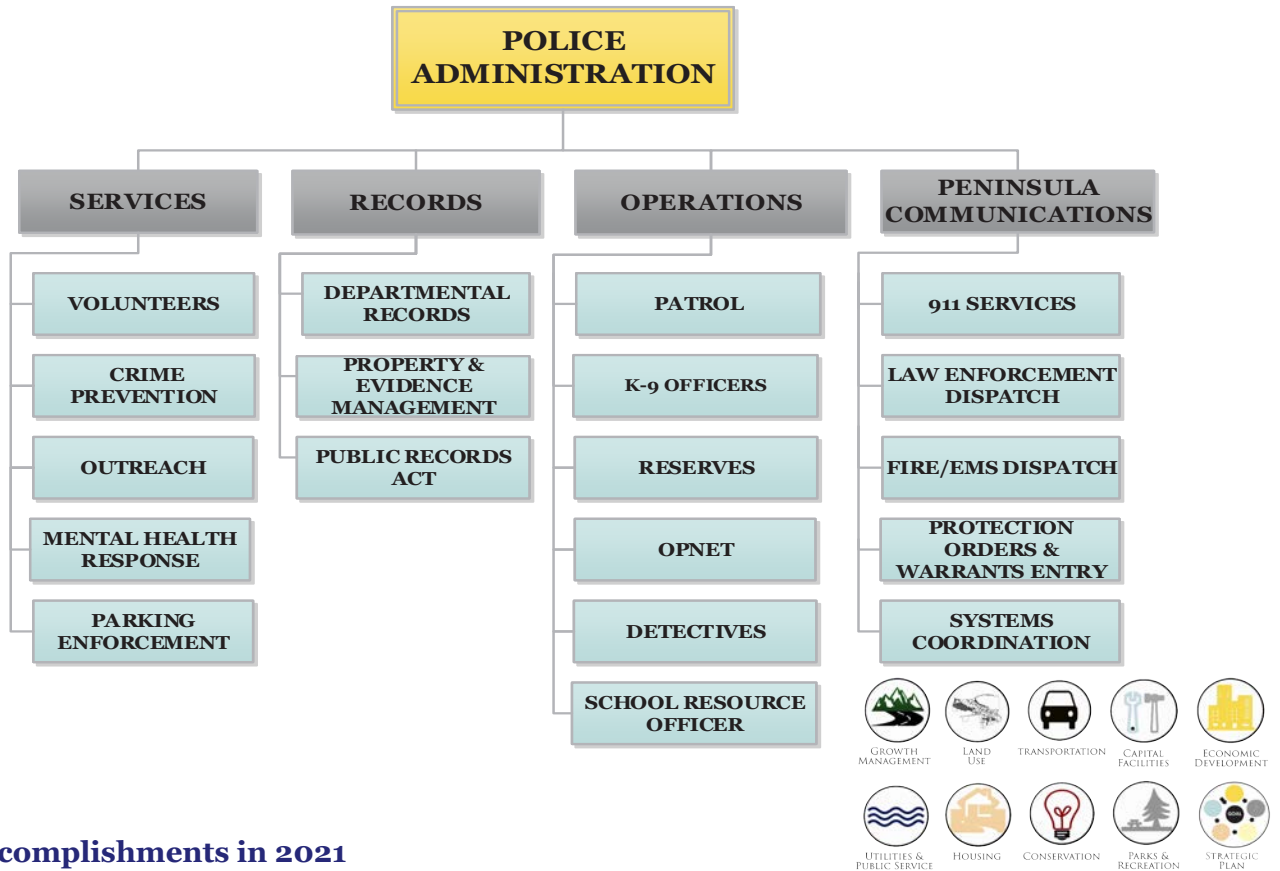 POLICE
ADMINISTRATION
SERVICES
RECORDS
OPERATIONS
PENINSULA
COMMUNICATIONS
VOLUNTEERS
CRIME
PREVENTION
OUTREACH
MENTAL HEALTH
RESPONSE
PARKING
ENFORCEMENT
DEPARTMENTAL
RECORDS
PROPERTY &
EVIDENCE
MANAGEMENT
PUBLIC RECORDS
ACT
PATROL
K-9 OFFICERS
RESERVES
OPNET
DETECTIVES
SCHOOL RESOURCE
OFFICER
911 SERVICES
LAW ENFORCEMENT
DISPATCH
FIRE/EMS DISPATCH
PROTECTION
ORDERS &
WARRANTS ENTRY
SYSTEMS
COORDINATION
GROWTH
MANAGEMENT
LAND
USE
TRANSPORTATION
CAPITAL
FACILITIES
ECONOMIC
DEVELOPMENT
UTILITIES &
PUBLIC SERVICE
HOUSING
CONSERVATION
PARKS &
RECREATION
STRATEGIC
PLAN
complishments in 2021